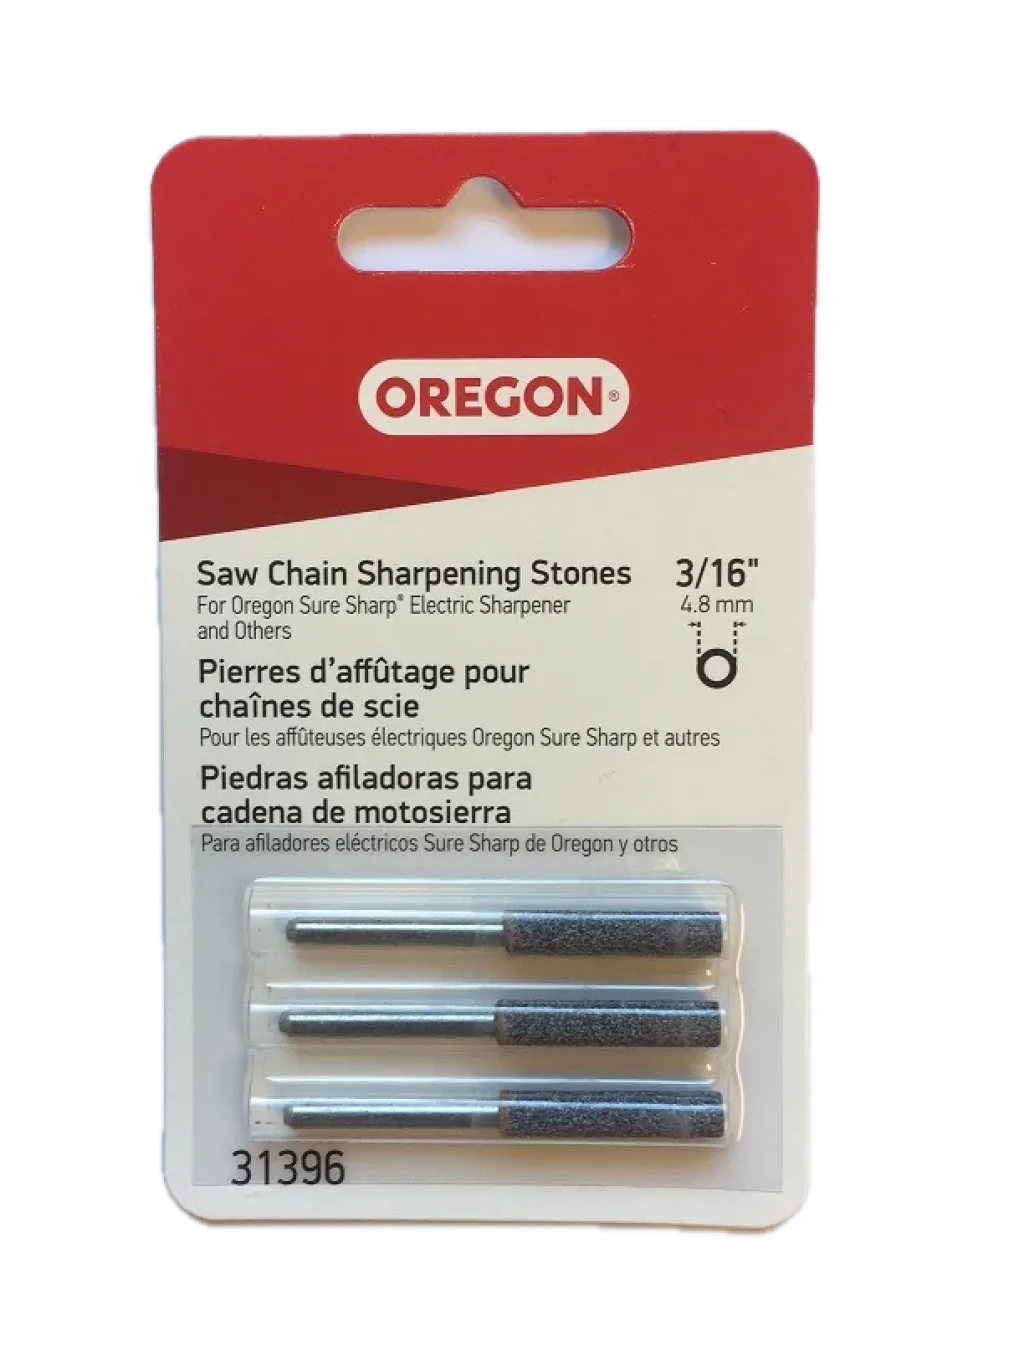 OREGON®
Saw Chain Sharpening Stones
For Oregon Sure Sharp® Electric Sharpener
and Others
3/16"
4.8 mm
Pierres d'affûtage pour
chaînes de scie
Pour les affûteuses électriques Oregon Sure Sharp et autres
Piedras afiladoras para
cadena de motosierra
Para afiladores eléctricos Sure Sharp de Oregon y otros
31396